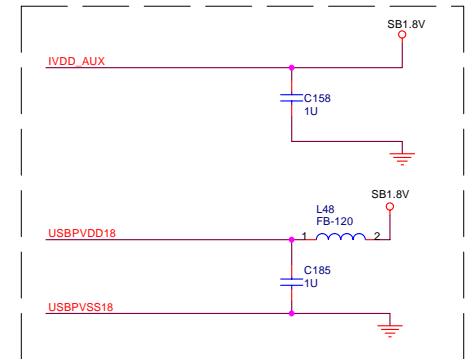 SB1.8V
IVDD_AUX
C158
1U
SB1.8V
L48
FB-120
USBPVDD18
1
2
C185
1U
USBPVSS18